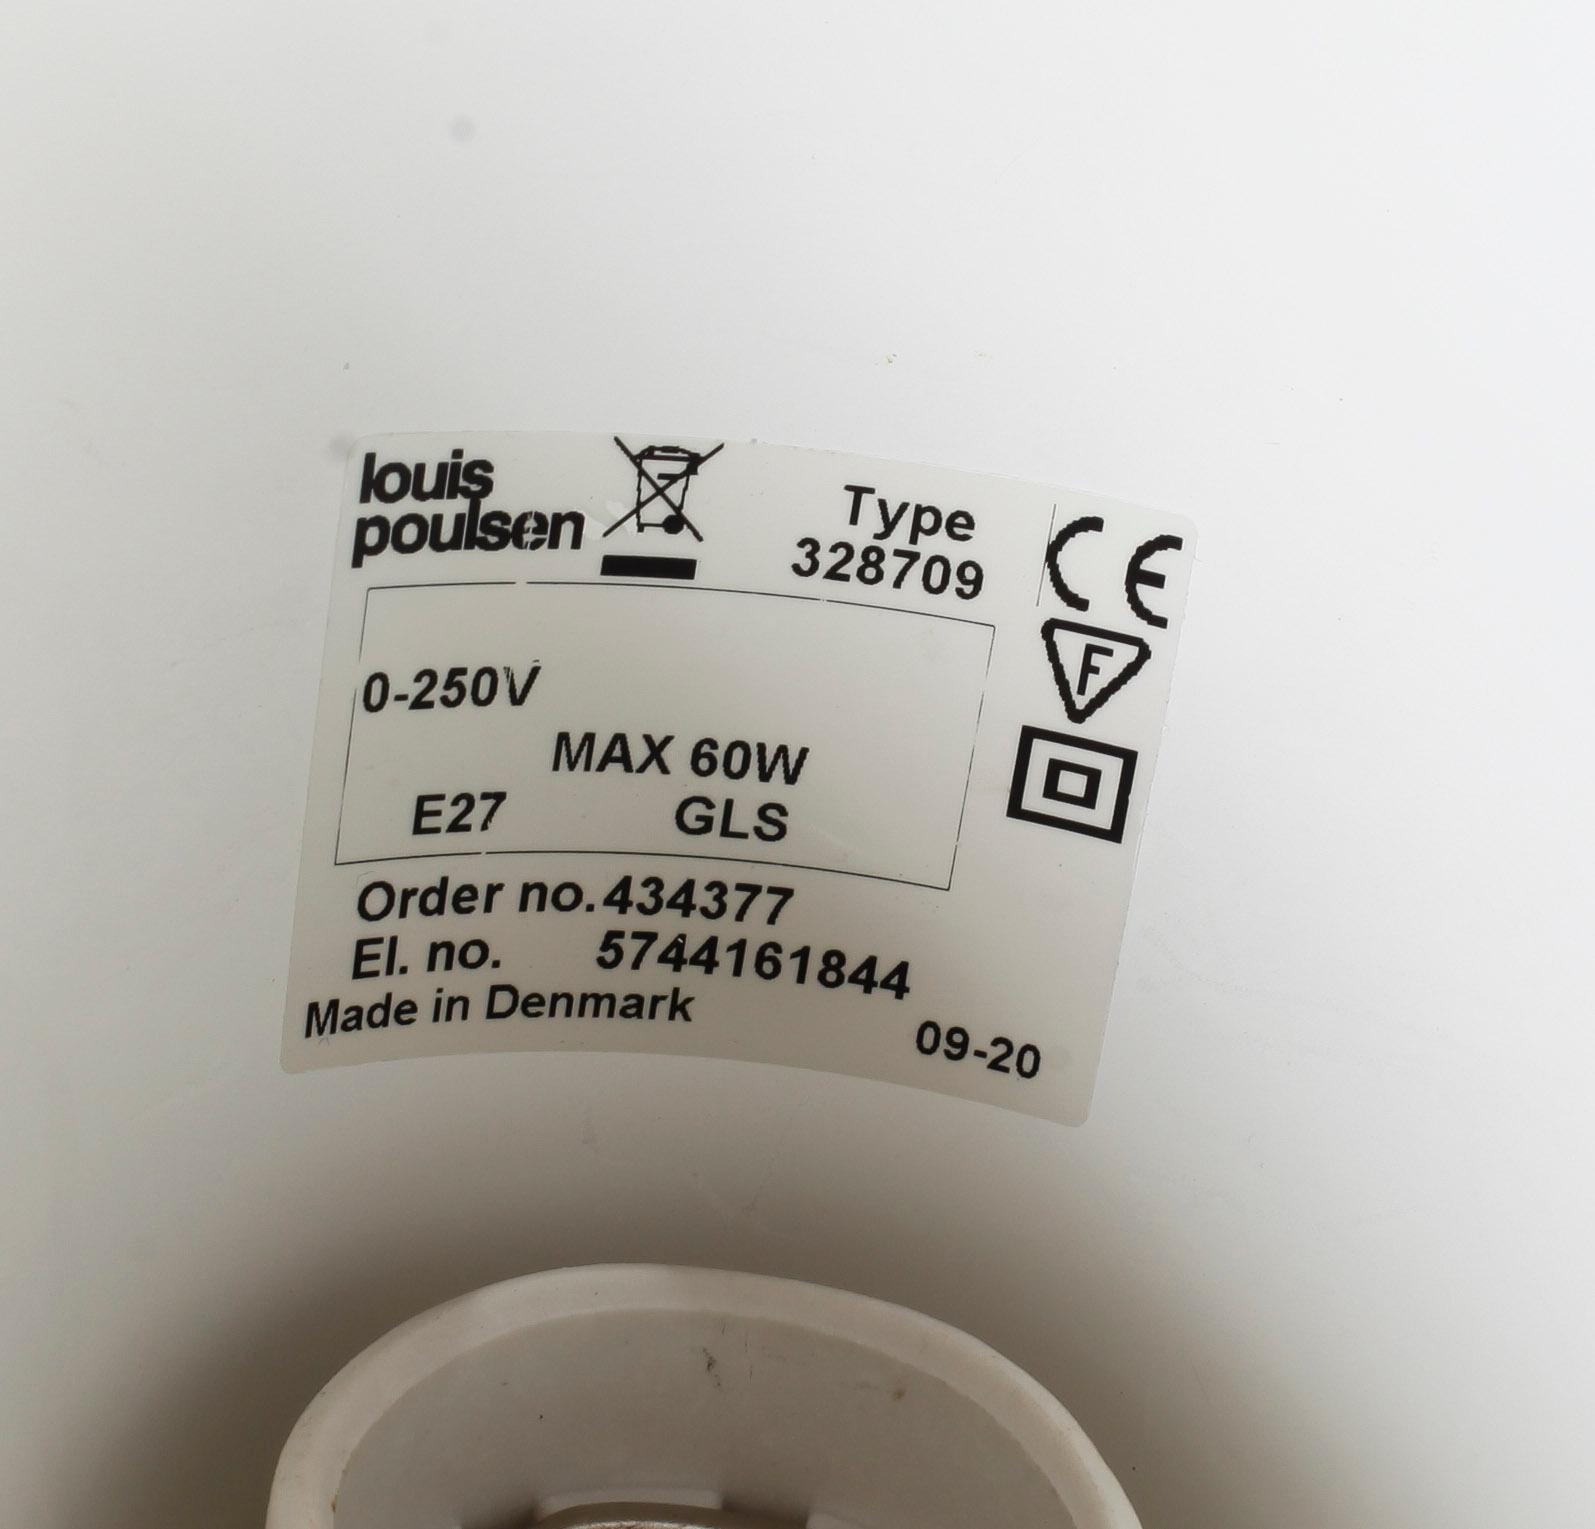 louis
poulsen
Type
328709
CE
F
0-250V
MAX 60W
E27 GLS
Order no. 434377
El. no. 5744161844
Made in Denmark
09-20